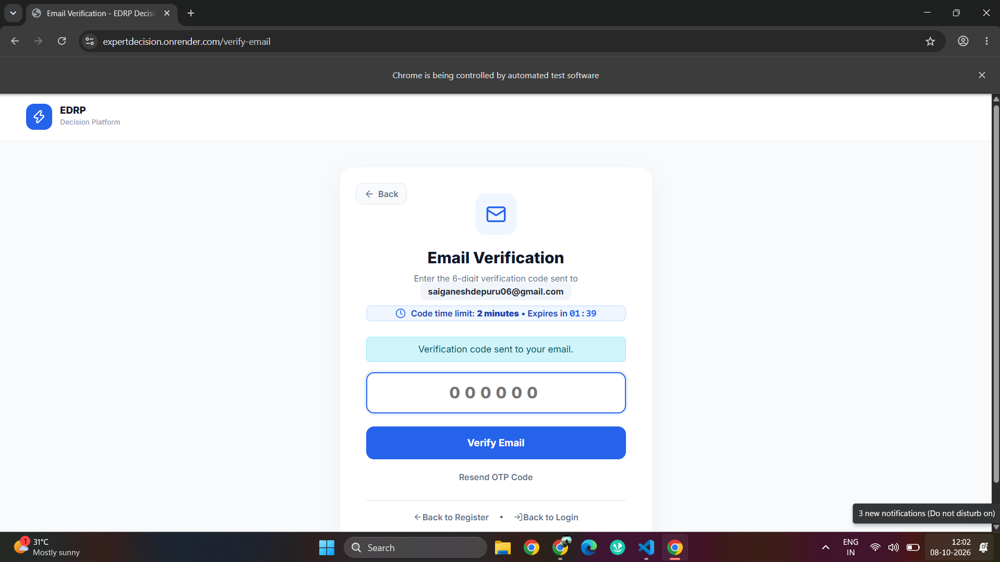 Email Verification - EDRP Decisi
expertdecision.onrender.com/verify-email
Chrome is being controlled by automated test software
EDRP
Decision Platform
Back
Email Verification
Enter the 6-digit verification code sent to
saiganeshdepuru06@gmail.com
Code time limit: 2 minutes • Expires in 01:39
Verification code sent to your email.
000000
Verify Email
Resend OTP Code
Back to Register • Back to Login
3 new notifications (Do not disturb on)
1
31°C
Mostly sunny
Search
ENG
IN
12:02
08-10-2026